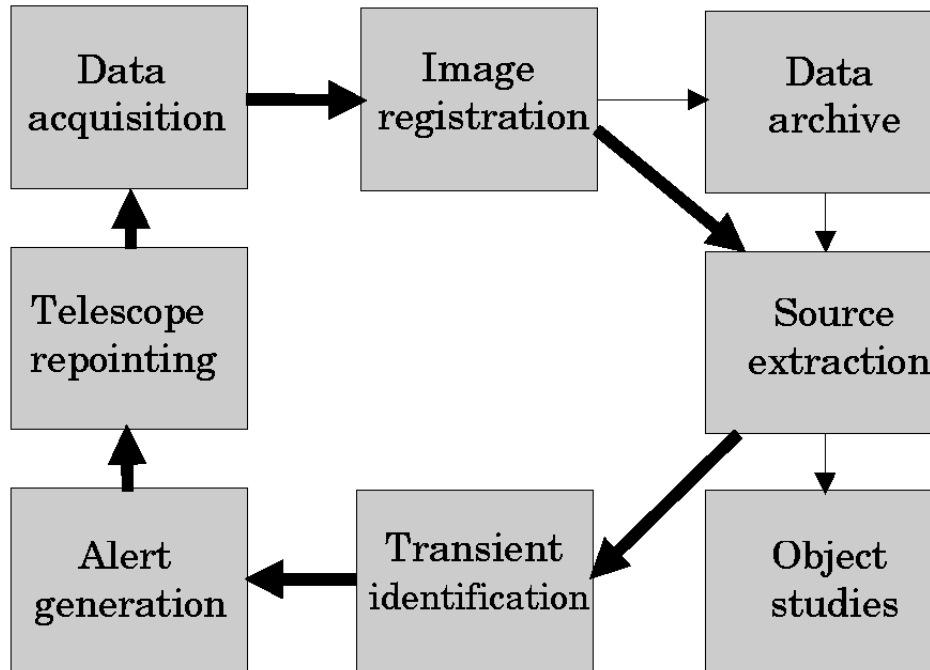 Data
acquisition
Image
registration
Data
archive
Telescope
repointing
Source
extraction
Alert
generation
Transient
identification
Object
studies